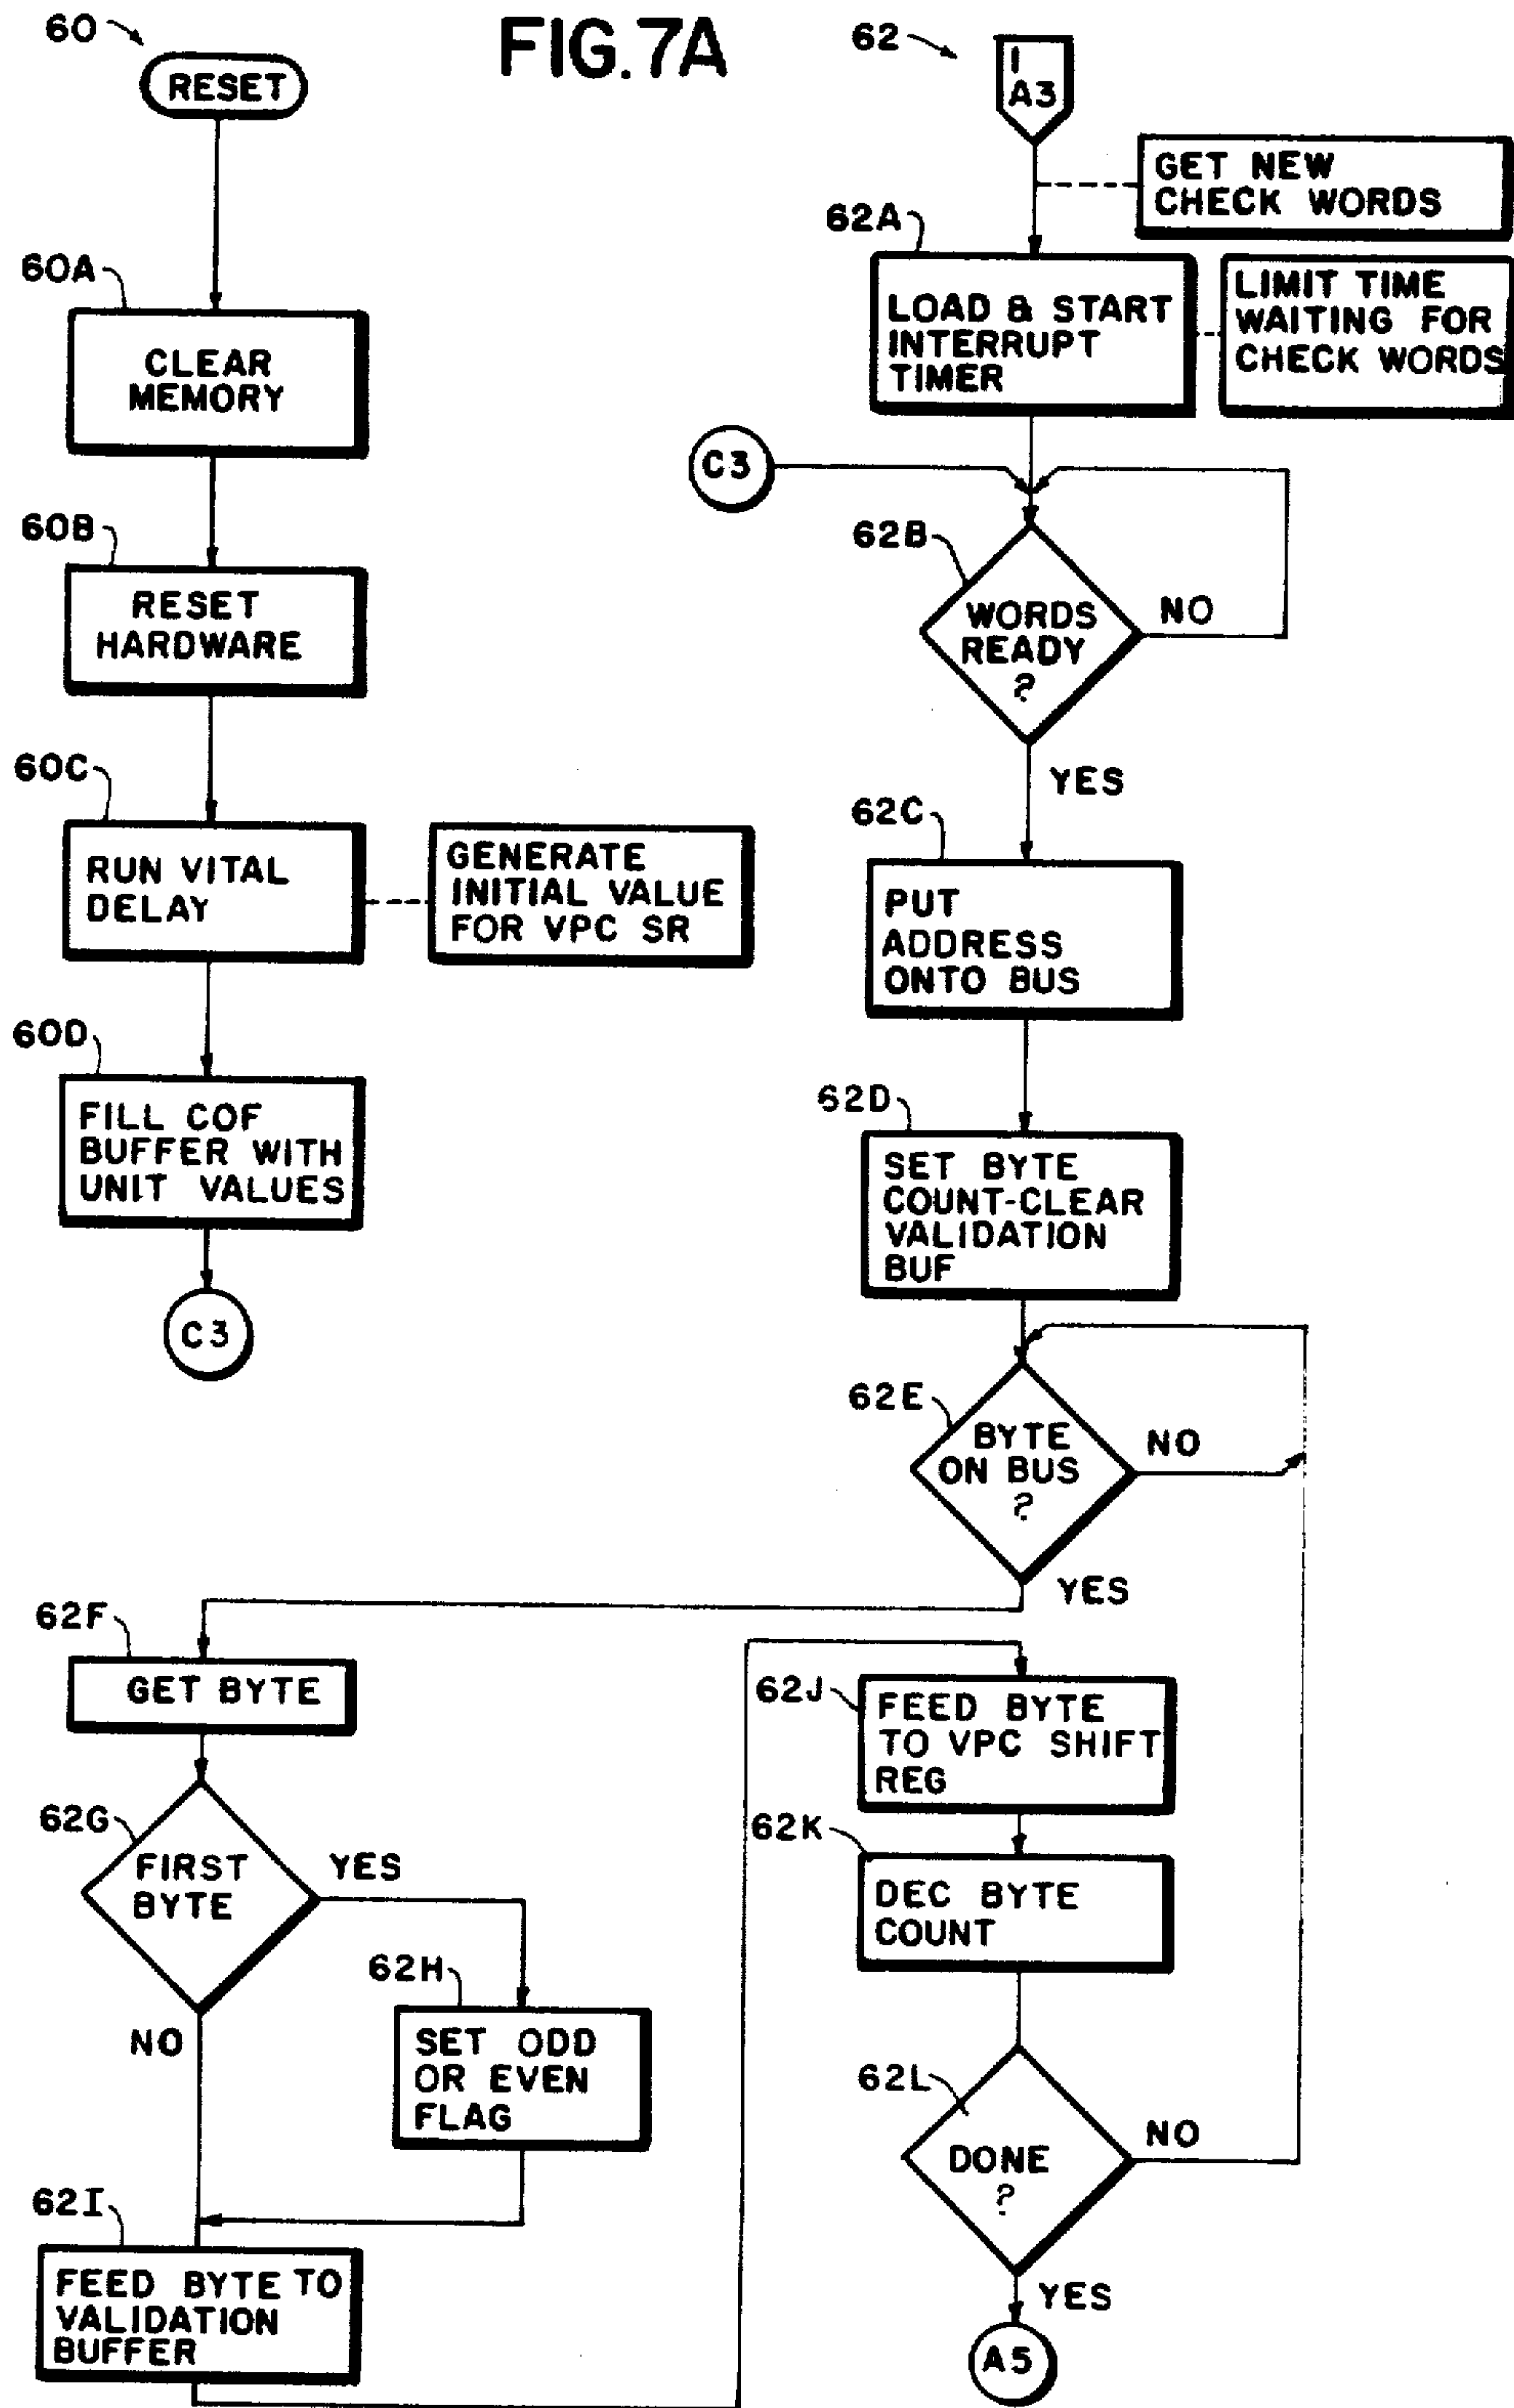 FIG.7A
60
RESET
60A
CLEAR
MEMORY
60B
RESET
HARDWARE
60C
RUN VITAL
DELAY
GENERATE
INITIAL VALUE
FOR VPC SR
60D
FILL COF
BUFFER WITH
UNIT VALUES
C3
62
1
A3
GET NEW
CHECK WORDS
62A
LOAD & START
INTERRUPT
TIMER
LIMIT TIME
WAITING FOR
CHECK WORDS
C3
62B
WORDS
READY
?
NO
YES
62C
PUT
ADDRESS
ONTO BUS
62D
SET BYTE
COUNT-CLEAR
VALIDATION
BUF
62E
BYTE
ON BUS
?
NO
YES
62F
GET BYTE
62G
FIRST
BYTE
YES
NO
62H
SET ODD
OR EVEN
FLAG
62I
FEED BYTE TO
VALIDATION
BUFFER
62J
FEED BYTE
TO VPC SHIFT
REG
62K
DEC BYTE
COUNT
62L
DONE
?
NO
YES
A5